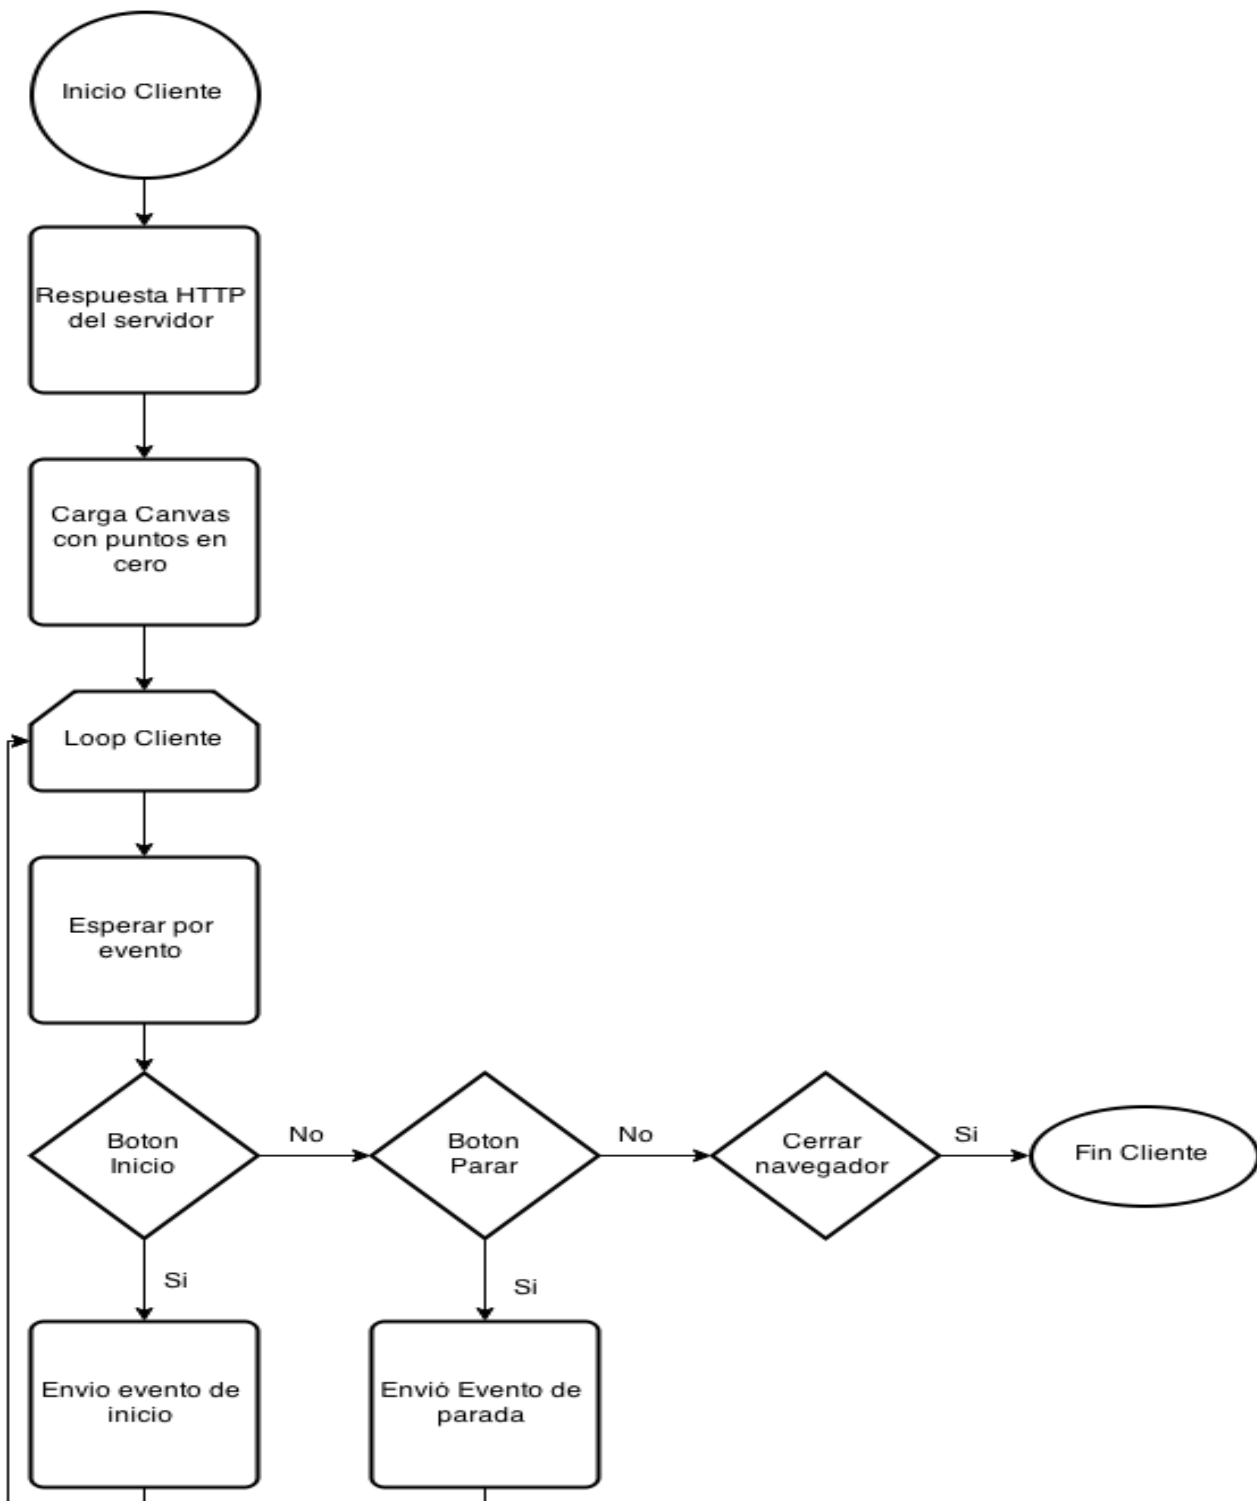 Inicio Cliente
Respuesta HTTP
del servidor
Carga Canvas
con puntos en
cero
Loop Cliente
Esperar por
evento
Boton
Inicio
No
Boton
Parar
No
Cerrar
navegador
Si
Fin Cliente
Si
Si
Envio evento de
inicio
Envió Evento de
parada